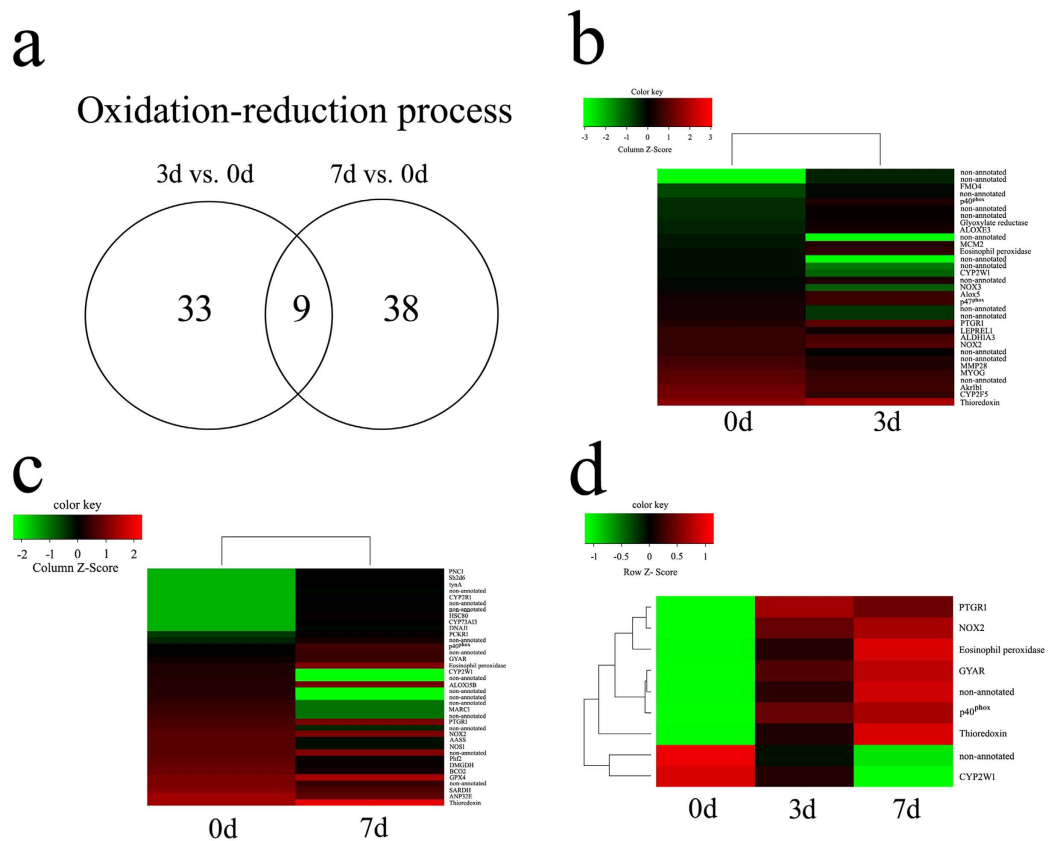 a
Oxidation-reduction process
3d vs. 0d 7d vs. 0d
33 9 38
b
Color key
-3 -2 -1 0 1 2 3
Column Z-Score
non-annotated
non-annotated
FMO4
non-annotated
p40phox
non-annotated
non-annotated
Glyoxylate reductase
ALOXE3
non-annotated
MCM2
Eosinophil peroxidase
non-annotated
non-annotated
CYP2W1
non-annotated
NOX3
Alox5
p47phox
non-annotated
non-annotated
PTGR1
LEPREL1
ALDH1A3
NOX2
non-annotated
non-annotated
MMP28
MYOG
non-annotated
Akr1b1
CYP2F5
Thioredoxin
0d 3d
c
color key
-2 -1 0 1 2
Column Z-Score
PNC1
Sh2d6
tynA
non-annotated
CYP2R1
non-annotated
non-annotated
HSC80
CYP73A13
DNAJ1
PCKR1
non-annotated
p40phox
non-annotated
GYAR
Eosinophil peroxidase
CYP2W1
non-annotated
ALOX15B
non-annotated
non-annotated
non-annotated
MARC1
non-annotated
PTGR1
non-annotated
NOX2
AASS
NOS1
non-annotated
Phf2
DMGDH
BCO2
GPX4
non-annotated
SARDH
ANP32E
Thioredoxin
0d 7d
d
color key
-1 -0.5 0 0.5 1
Row Z- Score
PTGR1
NOX2
Eosinophil peroxidase
GYAR
non-annotated
p40phox
Thioredoxin
non-annotated
CYP2W1
0d 3d 7d